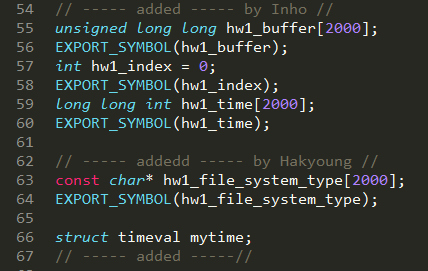 54 // ----- added ----- by Inho //
55 unsigned long long hw1_buffer[2000];
56 EXPORT_SYMBOL(hw1_buffer);
57 int hw1_index = 0;
58 EXPORT_SYMBOL(hw1_index);
59 long long int hw1_time[2000];
60 EXPORT_SYMBOL(hw1_time);
61
62 // ----- addedd ----- by Hakyoung //
63 const char* hw1_file_system_type[2000];
64 EXPORT_SYMBOL(hw1_file_system_type);
65
66 struct timeval mytime;
67 // ----- added -----//